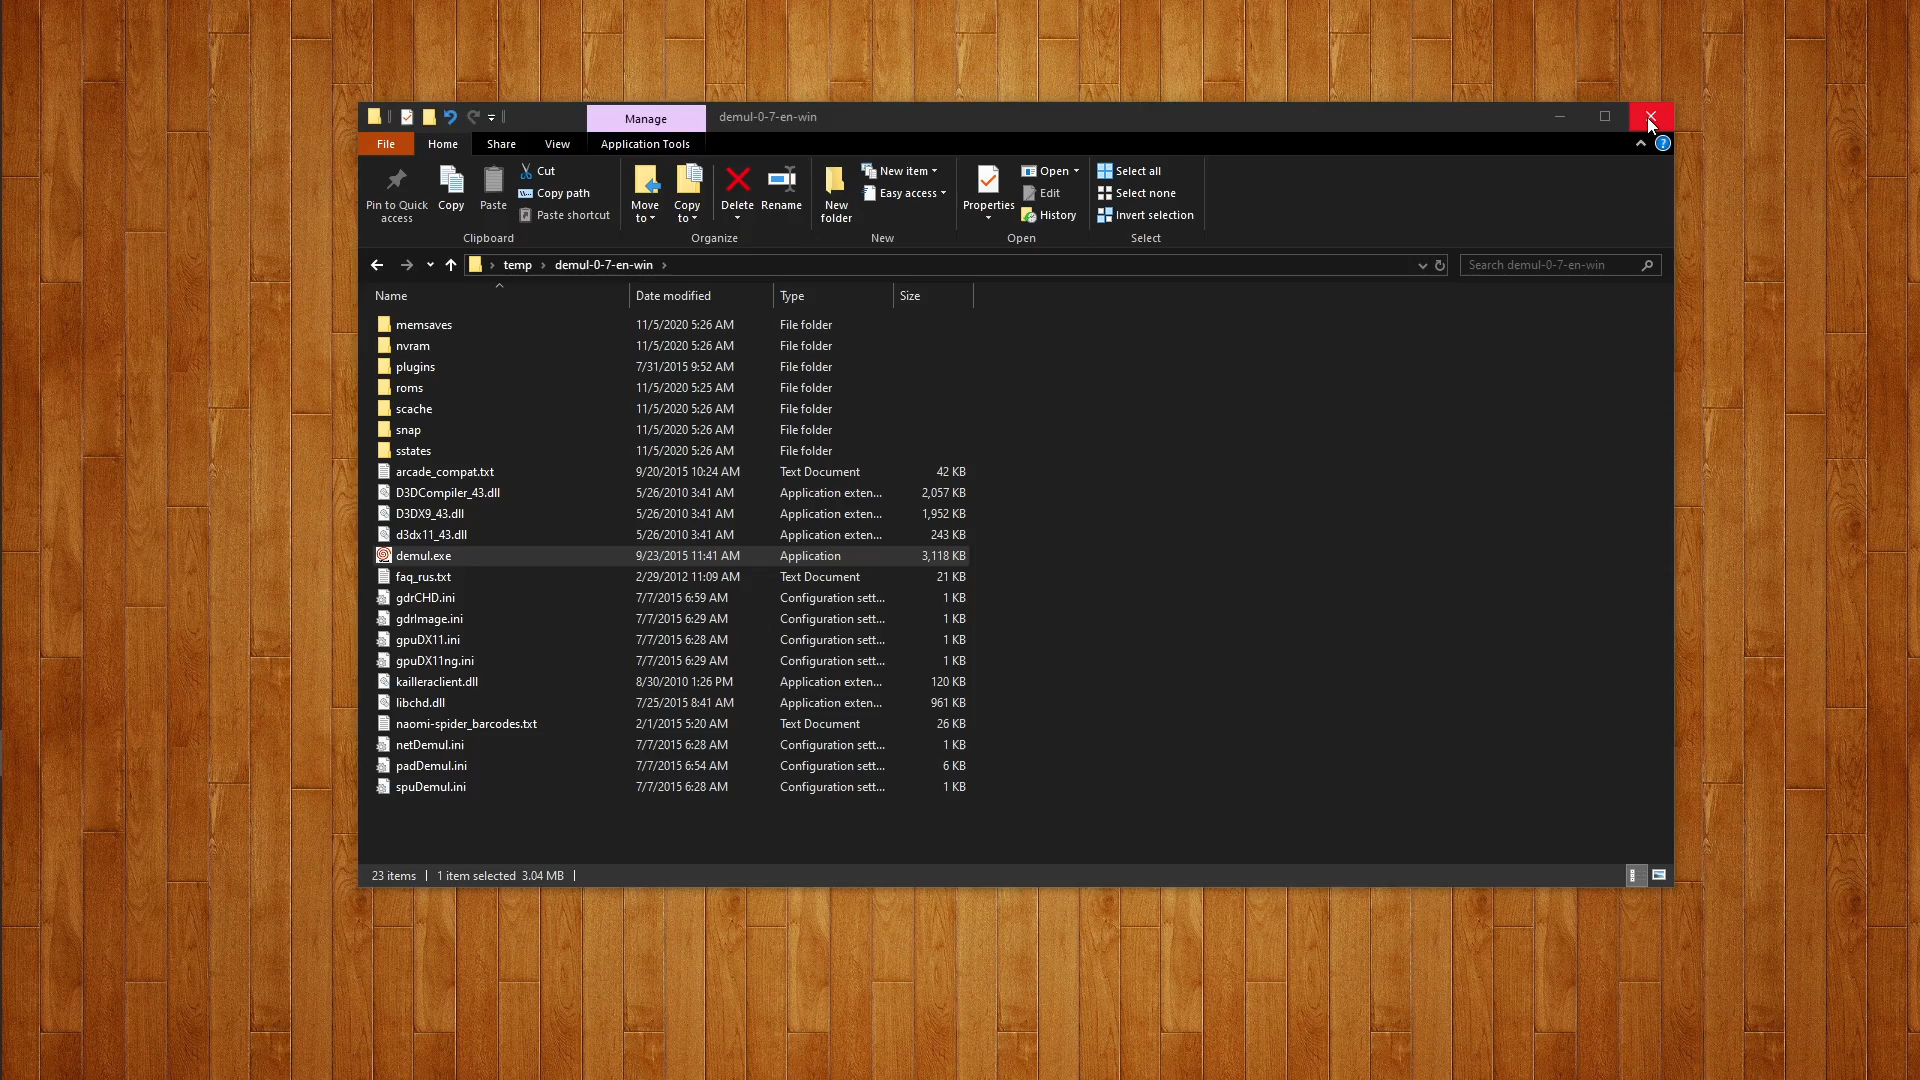 Manage
demul-0-7-en-win
File
Home
Share
View
Application Tools
Pin to Quick access
Copy
Paste
Cut
Copy path
Paste shortcut
Clipboard
Move to
Copy to
Delete
Rename
Organize
New folder
New item
Easy access
New
Properties
Open
Edit
History
Open
Select all
Select none
Invert selection
Select
temp > demul-0-7-en-win >
Search demul-0-7-en-win
Name Date modified Type Size
memsaves 11/5/2020 5:26 AM File folder
nvram 11/5/2020 5:26 AM File folder
plugins 7/31/2015 9:52 AM File folder
roms 11/5/2020 5:25 AM File folder
scache 11/5/2020 5:26 AM File folder
snap 11/5/2020 5:26 AM File folder
sstates 11/5/2020 5:26 AM File folder
arcade_compat.txt 9/20/2015 10:24 AM Text Document 42 KB
D3DCompiler_43.dll 5/26/2010 3:41 AM Application exten... 2,057 KB
D3DX9_43.dll 5/26/2010 3:41 AM Application exten... 1,952 KB
d3dx11_43.dll 5/26/2010 3:41 AM Application exten... 243 KB
demul.exe 9/23/2015 11:41 AM Application 3,118 KB
faq_rus.txt 2/29/2012 11:09 AM Text Document 21 KB
gdrCHD.ini 7/7/2015 6:59 AM Configuration sett... 1 KB
gdrImage.ini 7/7/2015 6:29 AM Configuration sett... 1 KB
gpuDX11.ini 7/7/2015 6:28 AM Configuration sett... 1 KB
gpuDX11ng.ini 7/7/2015 6:29 AM Configuration sett... 1 KB
kailleraclient.dll 8/30/2010 1:26 PM Application exten... 120 KB
libchd.dll 7/25/2015 8:41 AM Application exten... 961 KB
naomi-spider_barcodes.txt 2/1/2015 5:20 AM Text Document 26 KB
netDemul.ini 7/7/2015 6:28 AM Configuration sett... 1 KB
padDemul.ini 7/7/2015 6:54 AM Configuration sett... 6 KB
spuDemul.ini 7/7/2015 6:28 AM Configuration sett... 1 KB
23 items | 1 item selected 3.04 MB |